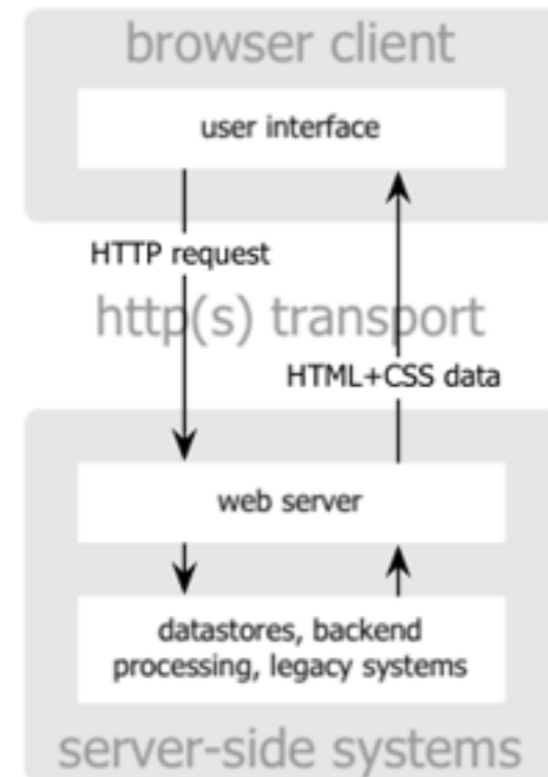 browser client
user interface
HTTP request
http(s) transport
HTML+CSS data
web server
datastores, backend
processing, legacy systems
server-side systems